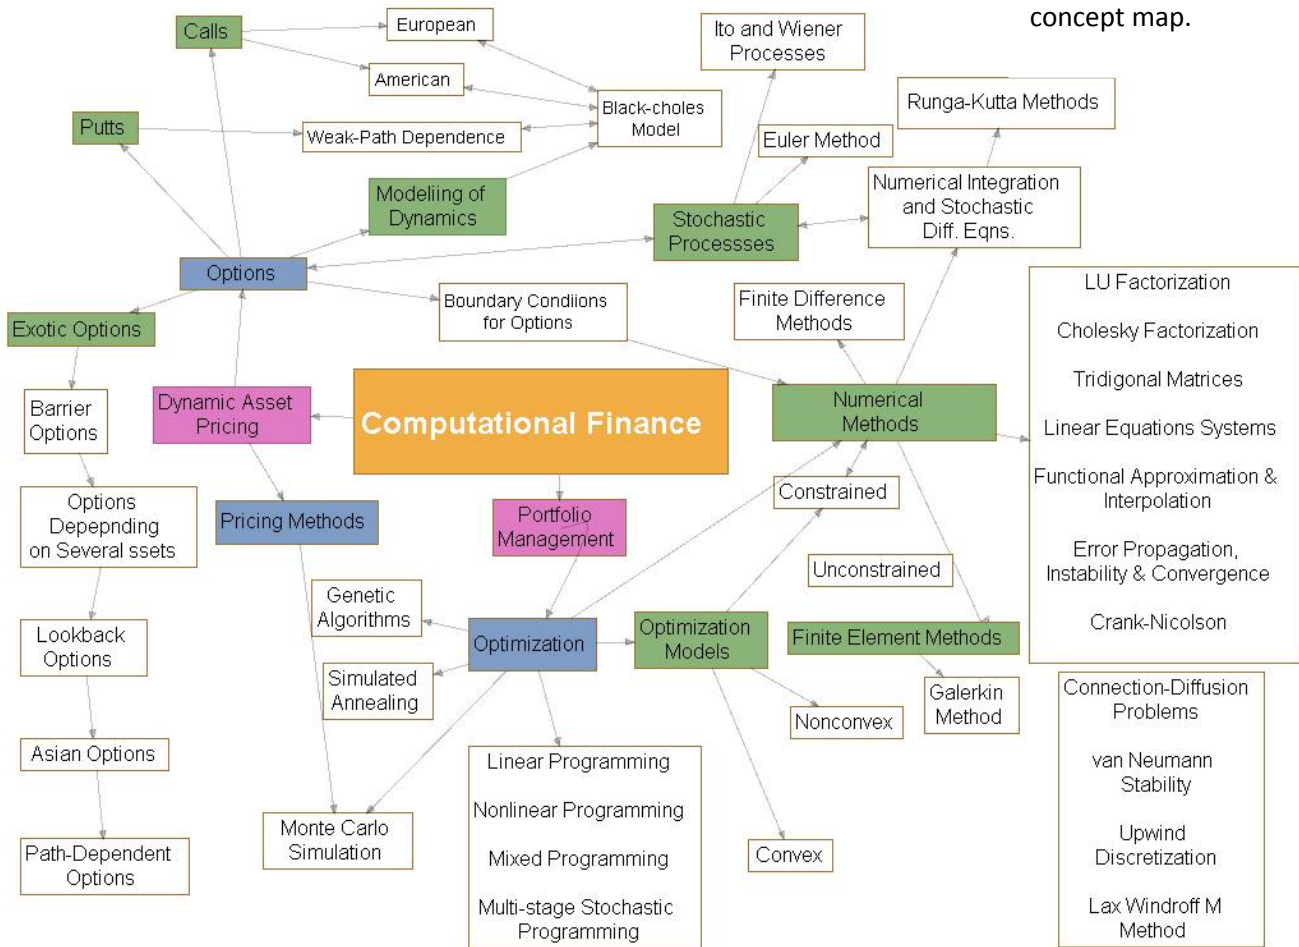 concept map.
Calls
European
Ito and Wiener
Processes
American
Runga-Kutta Methods
Black-choles
Model
Putts
Weak-Path Dependence
Euler Method
Modeliing of
Dynamics
Numerical Integration
and Stochastic
Diff. Eqns.
Stochastic
Processses
Options
Boundary Condiions
for Options
Finite Difference
Methods
Exotic Options
Barrier
Options
Dynamic Asset
Pricing
Computational Finance
Numerical
Methods
LU Factorization
Cholesky Factorization
Tridigonal Matrices
Linear Equations Systems
Functional Approximation &
Interpolation
Error Propagation,
Instability & Convergence
Crank-Nicolson
Options
Depepnding
on Several ssets
Pricing Methods
Portfolio
Management
Constrained
Unconstrained
Genetic
Algorithms
Optimization
Optimization
Models
Finite Element Methods
Lookback
Options
Simulated
Annealing
Nonconvex
Galerkin
Method
Connection-Diffusion
Problems
van Neumann
Stability
Upwind
Discretization
Lax Windroff M
Method
Asian Options
Linear Programming
Nonlinear Programming
Mixed Programming
Multi-stage Stochastic
Programming
Monte Carlo
Simulation
Convex
Path-Dependent
Options